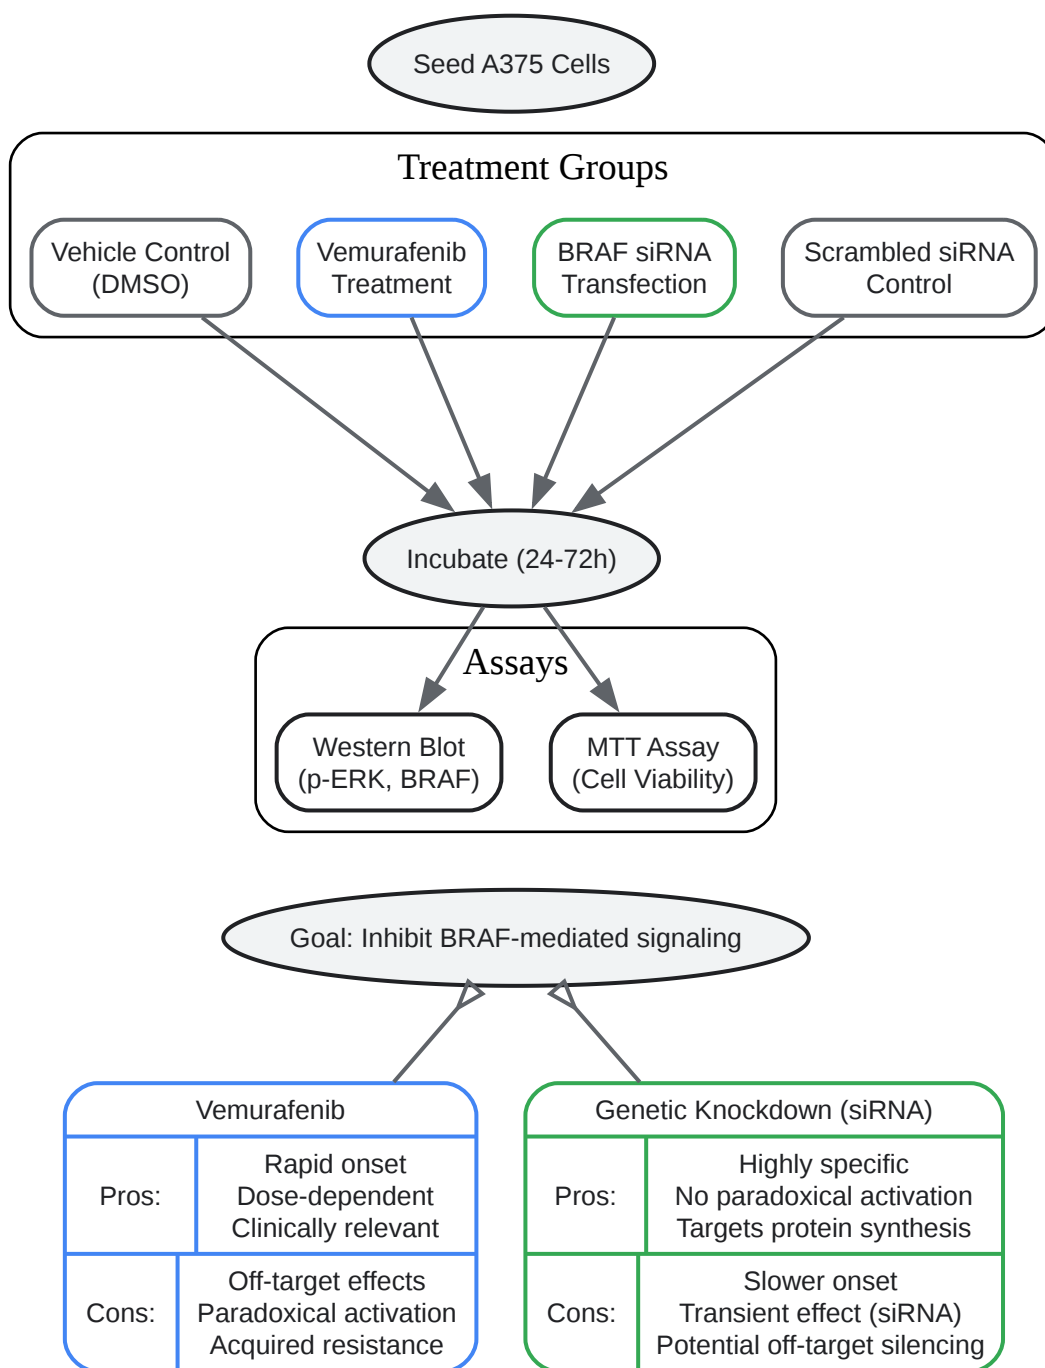 Seed A375 Cells
Treatment Groups
Vehicle Control
(DMSO)
Vemurafenib
Treatment
BRAF siRNA
Transfection
Scrambled siRNA
Control
Incubate (24-72h)
Assays
Western Blot
(p-ERK, BRAF)
MTT Assay
(Cell Viability)
Goal: Inhibit BRAF-mediated signaling
Vemurafenib
Pros:
Rapid onset
Dose-dependent
Clinically relevant
Cons:
Off-target effects
Paradoxical activation
Acquired resistance
Genetic Knockdown (siRNA)
Pros:
Highly specific
No paradoxical activation
Targets protein synthesis
Cons:
Slower onset
Transient effect (siRNA)
Potential off-target silencing